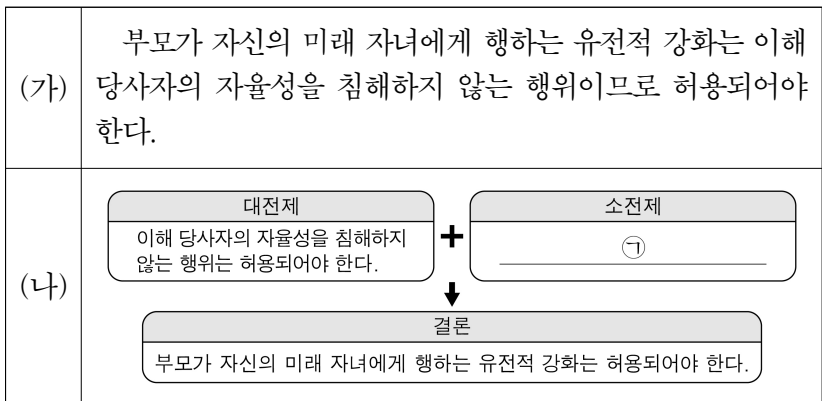 (가)
부모가 자신의 미래 자녀에게 행하는 유전적 강화는 이해
당사자의 자율성을 침해하지 않는 행위이므로 허용되어야
한다.
(나)
대전제
이해 당사자의 자율성을 침해하지
않는 행위는 허용되어야 한다.
+
소전제
㉠
결론
부모가 자신의 미래 자녀에게 행하는 유전적 강화는 허용되어야 한다.